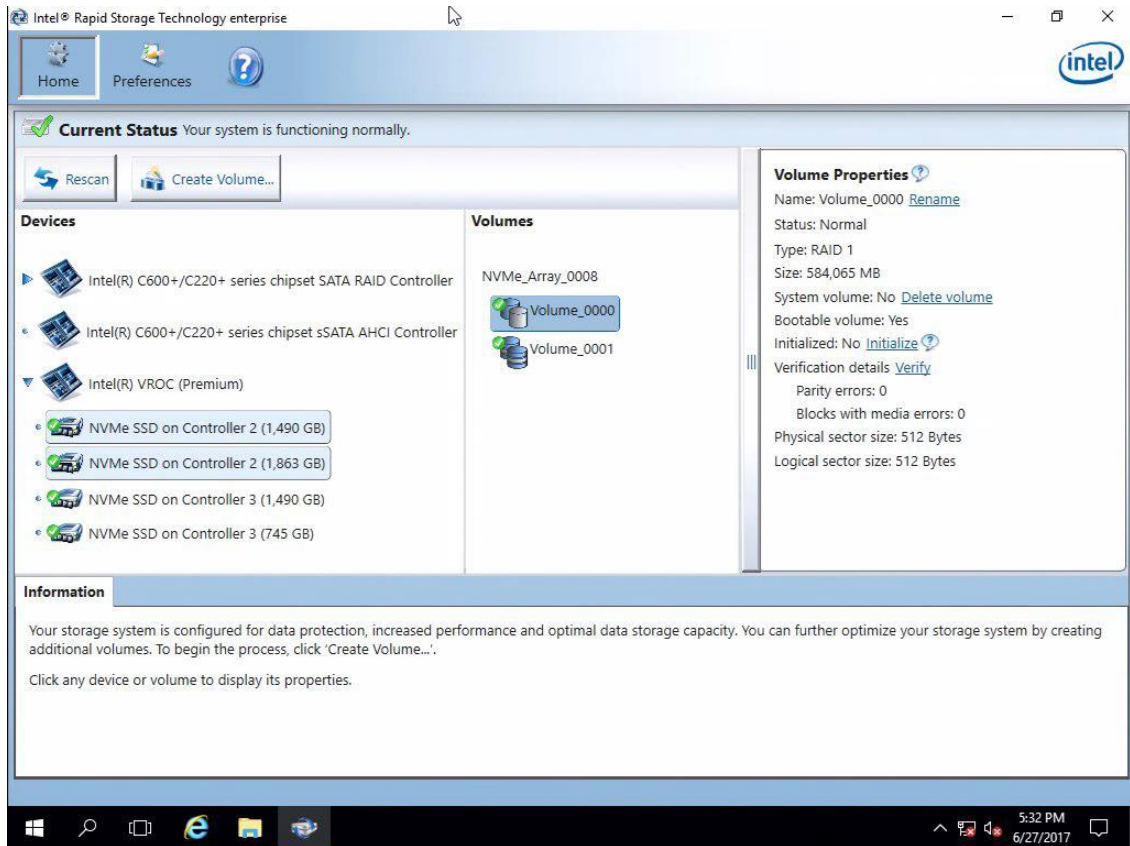 Intel® Rapid Storage Technology enterprise
Home
Preferences
?
intel
Current Status Your system is functioning normally.
Rescan
Create Volume...
Devices
Intel(R) C600+/C220+ series chipset SATA RAID Controller
Intel(R) C600+/C220+ series chipset sSATA AHCI Controller
Intel(R) VROC (Premium)
NVMe SSD on Controller 2 (1,490 GB)
NVMe SSD on Controller 2 (1,863 GB)
NVMe SSD on Controller 3 (1,490 GB)
NVMe SSD on Controller 3 (745 GB)
Volumes
NVMe_Array_0008
Volume_0000
Volume_0001
Volume Properties ?
Name: Volume_0000 Rename
Status: Normal
Type: RAID 1
Size: 584,065 MB
System volume: No Delete volume
Bootable volume: Yes
Initialized: No Initialize ?
Verification details Verify
Parity errors: 0
Blocks with media errors: 0
Physical sector size: 512 Bytes
Logical sector size: 512 Bytes
Information
Your storage system is configured for data protection, increased performance and optimal data storage capacity. You can further optimize your storage system by creating
additional volumes. To begin the process, click 'Create Volume...'.
Click any device or volume to display its properties.
5:32 PM
6/27/2017